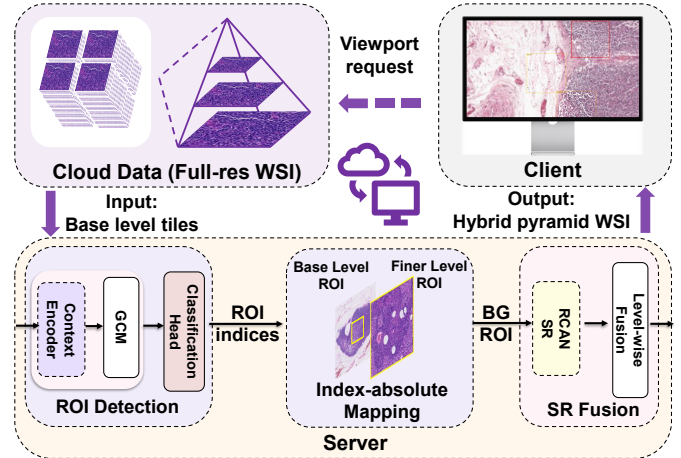 Viewport
request
Cloud Data (Full-res WSI)
Client
Input:
Base level tiles
Output:
Hybrid pyramid WSI
Context
Encoder
GCM
Classification
Head
ROI Detection
ROI
indices
Base Level
ROI
Finer Level
ROI
Index-absolute
Mapping
BG
ROI
RCAN
SR
Level-wise
Fusion
SR Fusion
Server